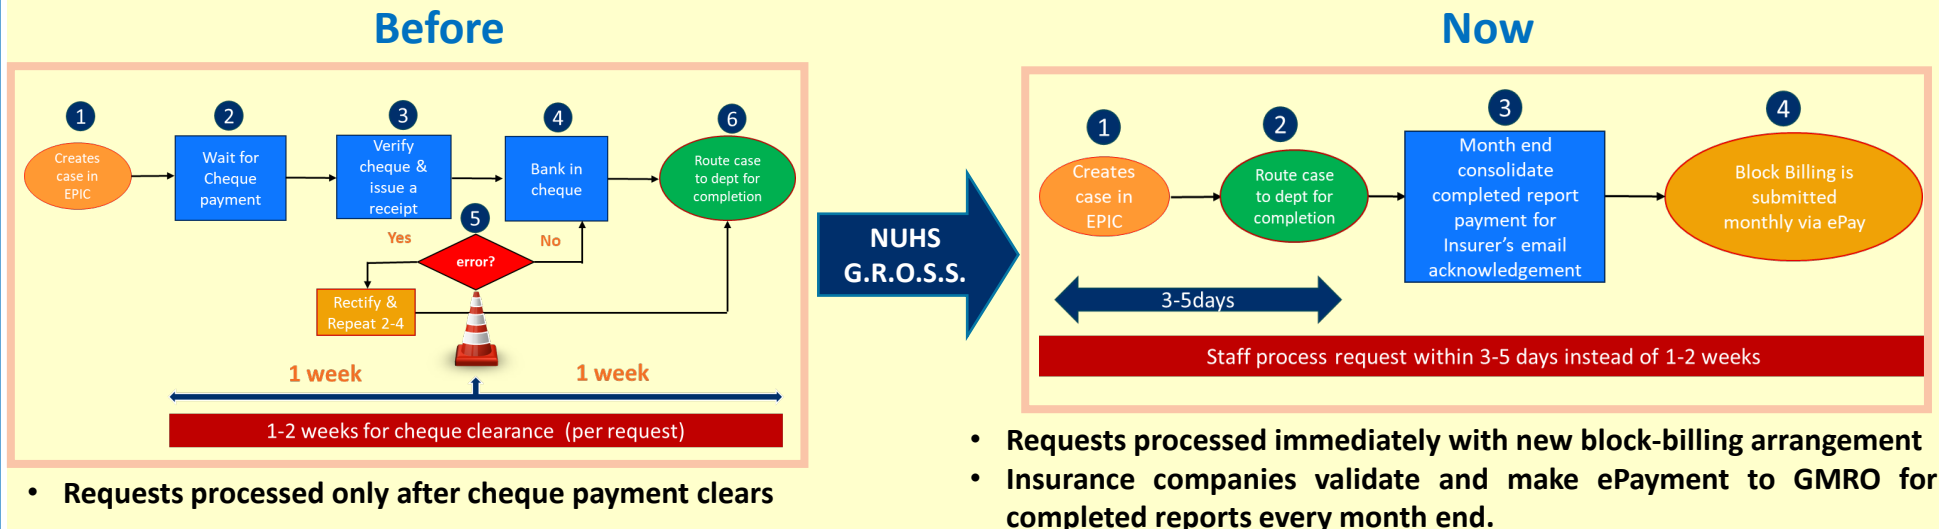 Before
1
2
3
4
6
Creates
case in
EPIC
Wait for
Cheque
payment
Verify
cheque &
issue a
receipt
Bank in
cheque
Route case
to dept for
completion
5
Yes
error?
No
Rectify &
Repeat 2-4
1 week
1 week
1-2 weeks for cheque clearance (per request)
• Requests processed only after cheque payment clears
NUHS
G.R.O.S.S.
Now
1
2
3
4
Creates
case in
EPIC
Route case
to dept for
completion
Month end
consolidate
completed report
payment for
Insurer's email
acknowledgement
Block Billing is
submitted
monthly via ePay
3-5days
Staff process request within 3-5 days instead of 1-2 weeks
• Requests processed immediately with new block-billing arrangement
• Insurance companies validate and make ePayment to GMRO for
completed reports every month end.